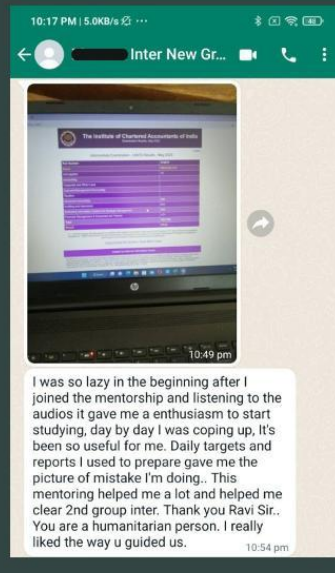 10:17 PM | 5.0KB/s
Inter New Gr...
The Institute of Chartered Accountants of India
10:49 pm
I was so lazy in the beginning after I
joined the mentorship and listening to the
audios it gave me a enthusiasm to start
studying, day by day I was coping up, It's
been so useful for me. Daily targets and
reports I used to prepare gave me the
picture of mistake I'm doing.. This
mentoring helped me a lot and helped me
clear 2nd group inter. Thank you Ravi Sir..
You are a humanitarian person. I really
liked the way u guided us.
10:54 pm